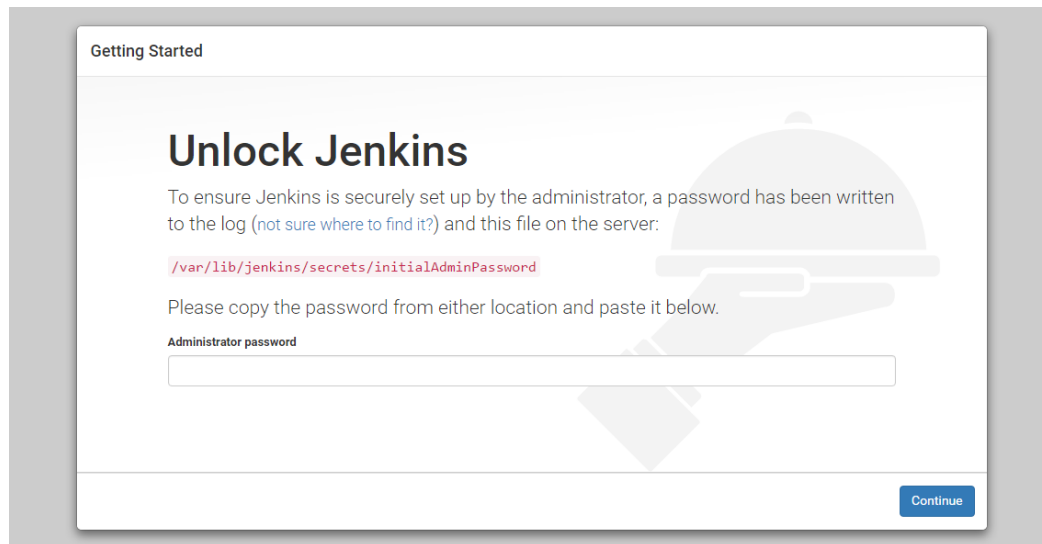 Getting Started
Unlock Jenkins
To ensure Jenkins is securely set up by the administrator, a password has been written
to the log (not sure where to find it?) and this file on the server:
/var/lib/jenkins/secrets/initialAdminPassword
Please copy the password from either location and paste it below.
Administrator password
Continue